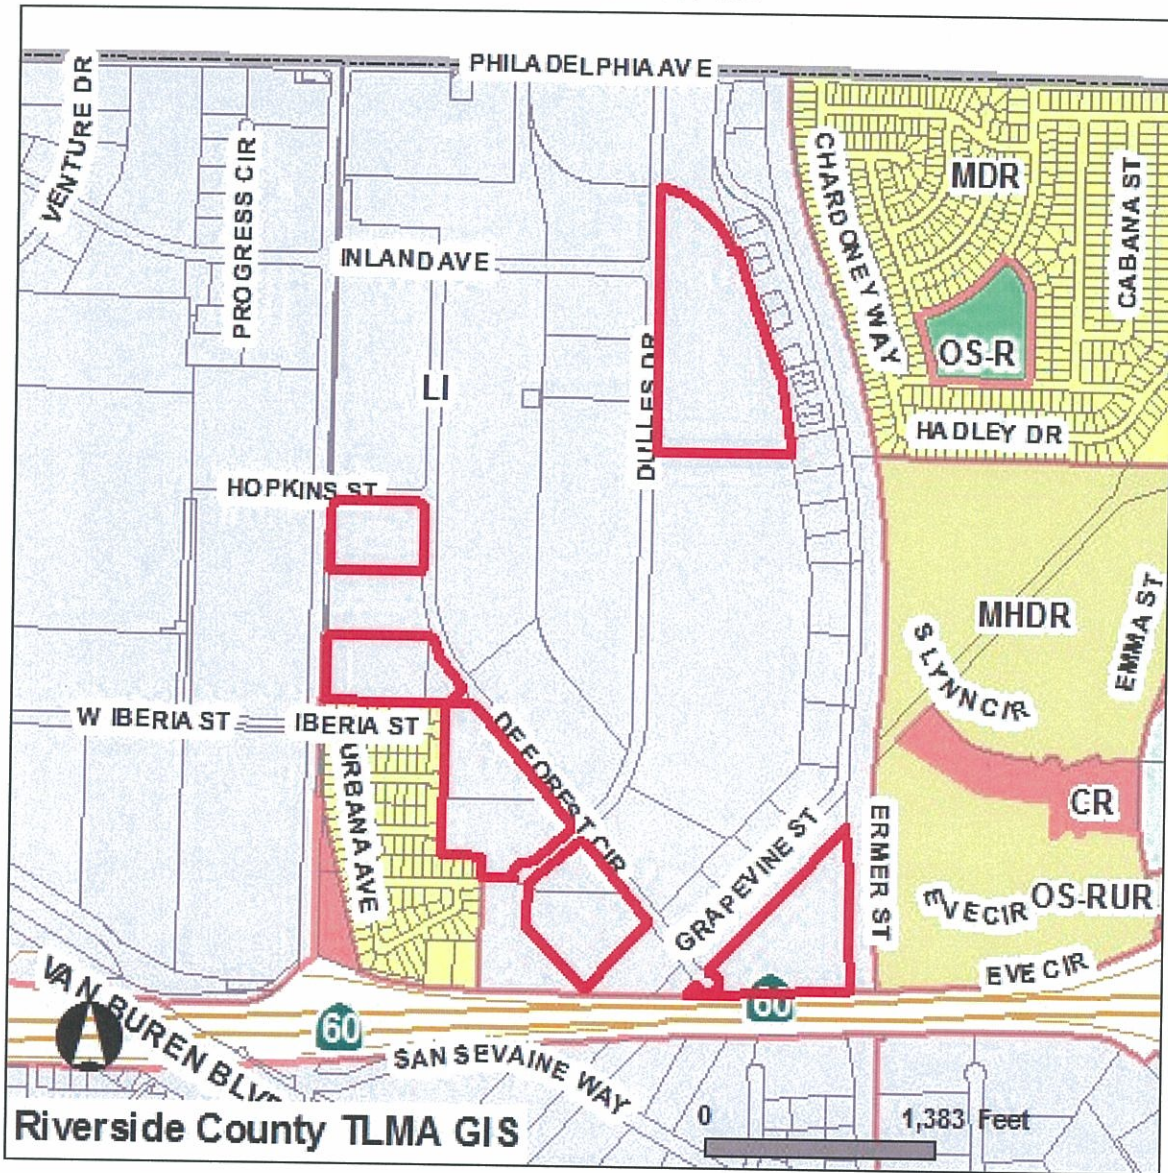 PHILADELPHIA AVE
VENTURE DR
PROGRESS CIR
CHARDONEY WAY
MDR
CABANA ST
INLAND AVE
OS-R
DULLES DR
LI
HADLEY DR
HOPKINS ST
MHDR
EMMA ST
S LYNN CIR
W IBERIA ST
IBERIA ST
DEFOREST CIR
URBANA AVE
CR
GRAPEVINE ST
ERMER ST
EVE CIR
OS-RUR
EVE CIR
VAN BUREN BLV
60
60
SAN SEVAINE WAY
0
1,383 Feet
Riverside County TLMA GIS